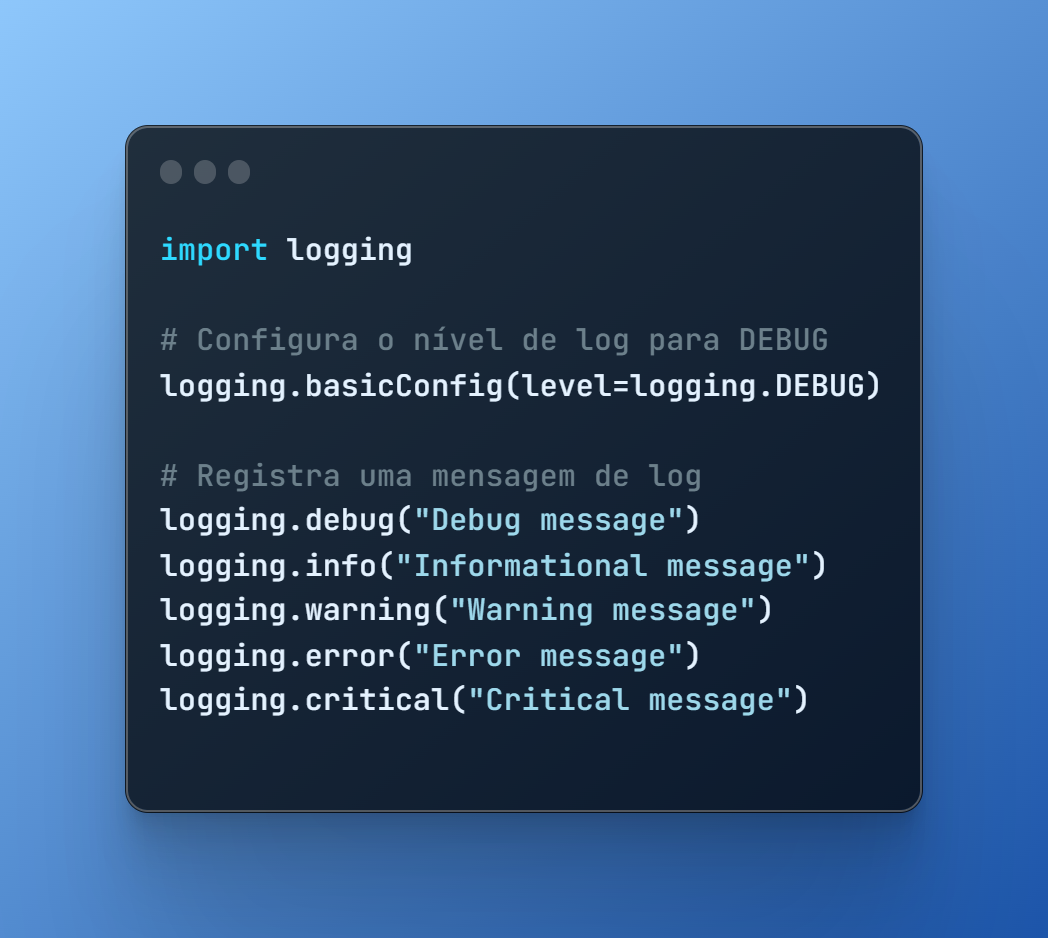 import logging

# Configura o nível de log para DEBUG
logging.basicConfig(level=logging.DEBUG)

# Registra uma mensagem de log
logging.debug("Debug message")
logging.info("Informational message")
logging.warning("Warning message")
logging.error("Error message")
logging.critical("Critical message")